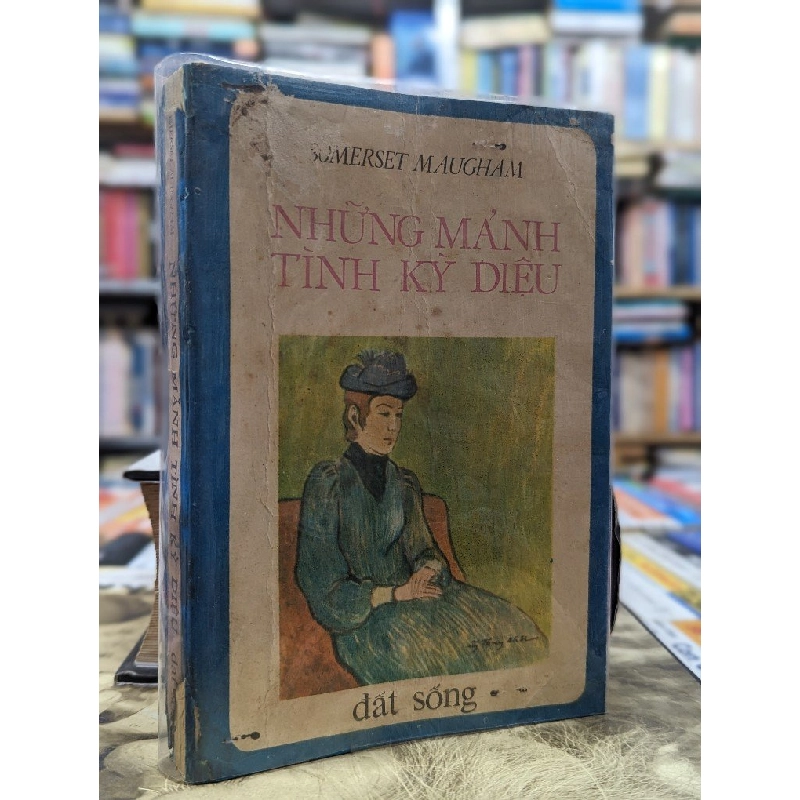 SOMERSET MAUGHAM
NHỮNG MẢNH
TÌNH KỲ DIỆU
đất sống
NHỮNG MẢNH TÌNH KỲ DIỆU